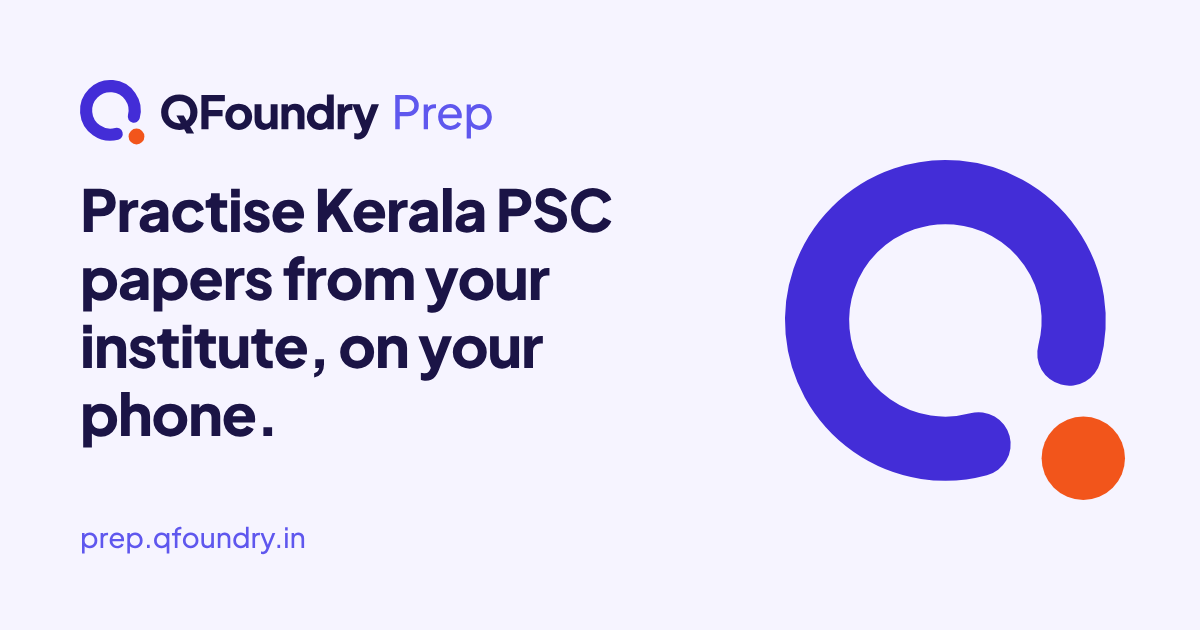 QFoundry Prep
Practise Kerala PSC
papers from your
institute, on your
phone.
prep.qfoundry.in